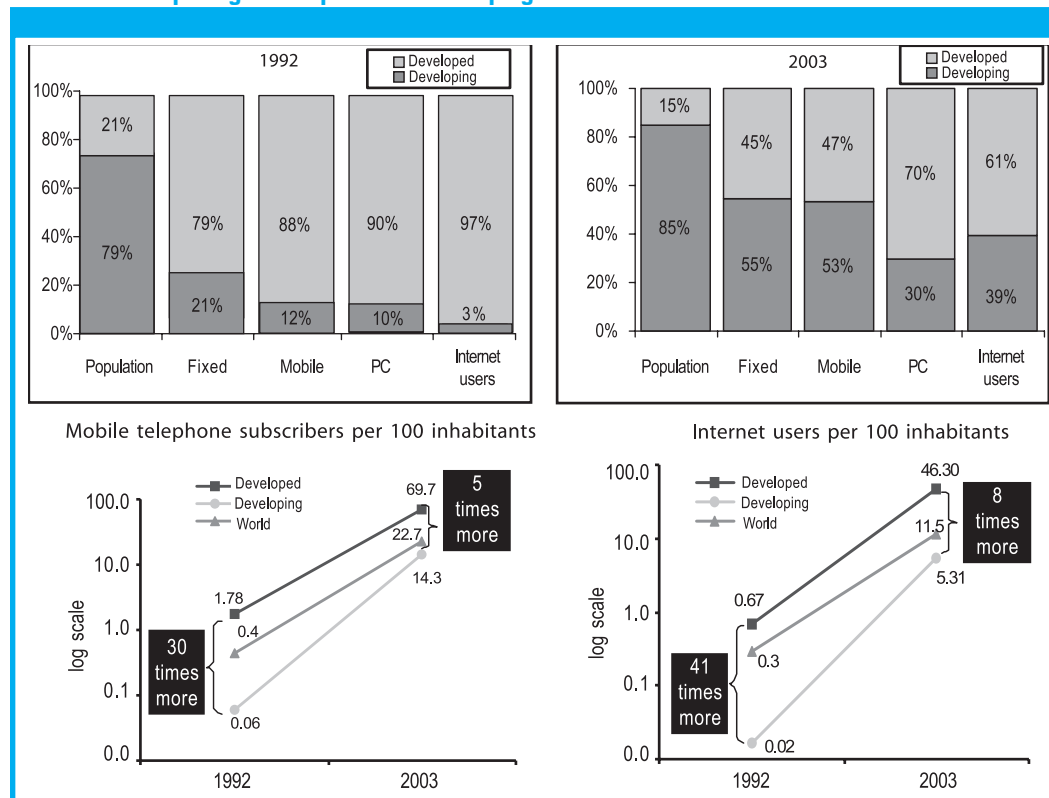 1992
Developed
Developing
100%
80%
60%
40%
20%
0%
21%
79%
79%
21%
88%
12%
90%
10%
97%
3%
Population Fixed Mobile PC Internet users
2003
Developed
Developing
100%
80%
60%
40%
20%
0%
15%
85%
45%
55%
47%
53%
70%
30%
61%
39%
Population Fixed Mobile PC Internet users
Mobile telephone subscribers per 100 inhabitants
Developed
Developing
World
log scale
100.0
10.0
1.0
0.1
0.0
1.78
0.4
0.06
69.7
22.7
14.3
30
times
more
5
times
more
1992 2003
Internet users per 100 inhabitants
Developed
Developing
World
log scale
100.0
10.0
1.0
0.1
0.0
0.67
0.3
0.02
46.30
11.5
5.31
41
times
more
8
times
more
1992 2003